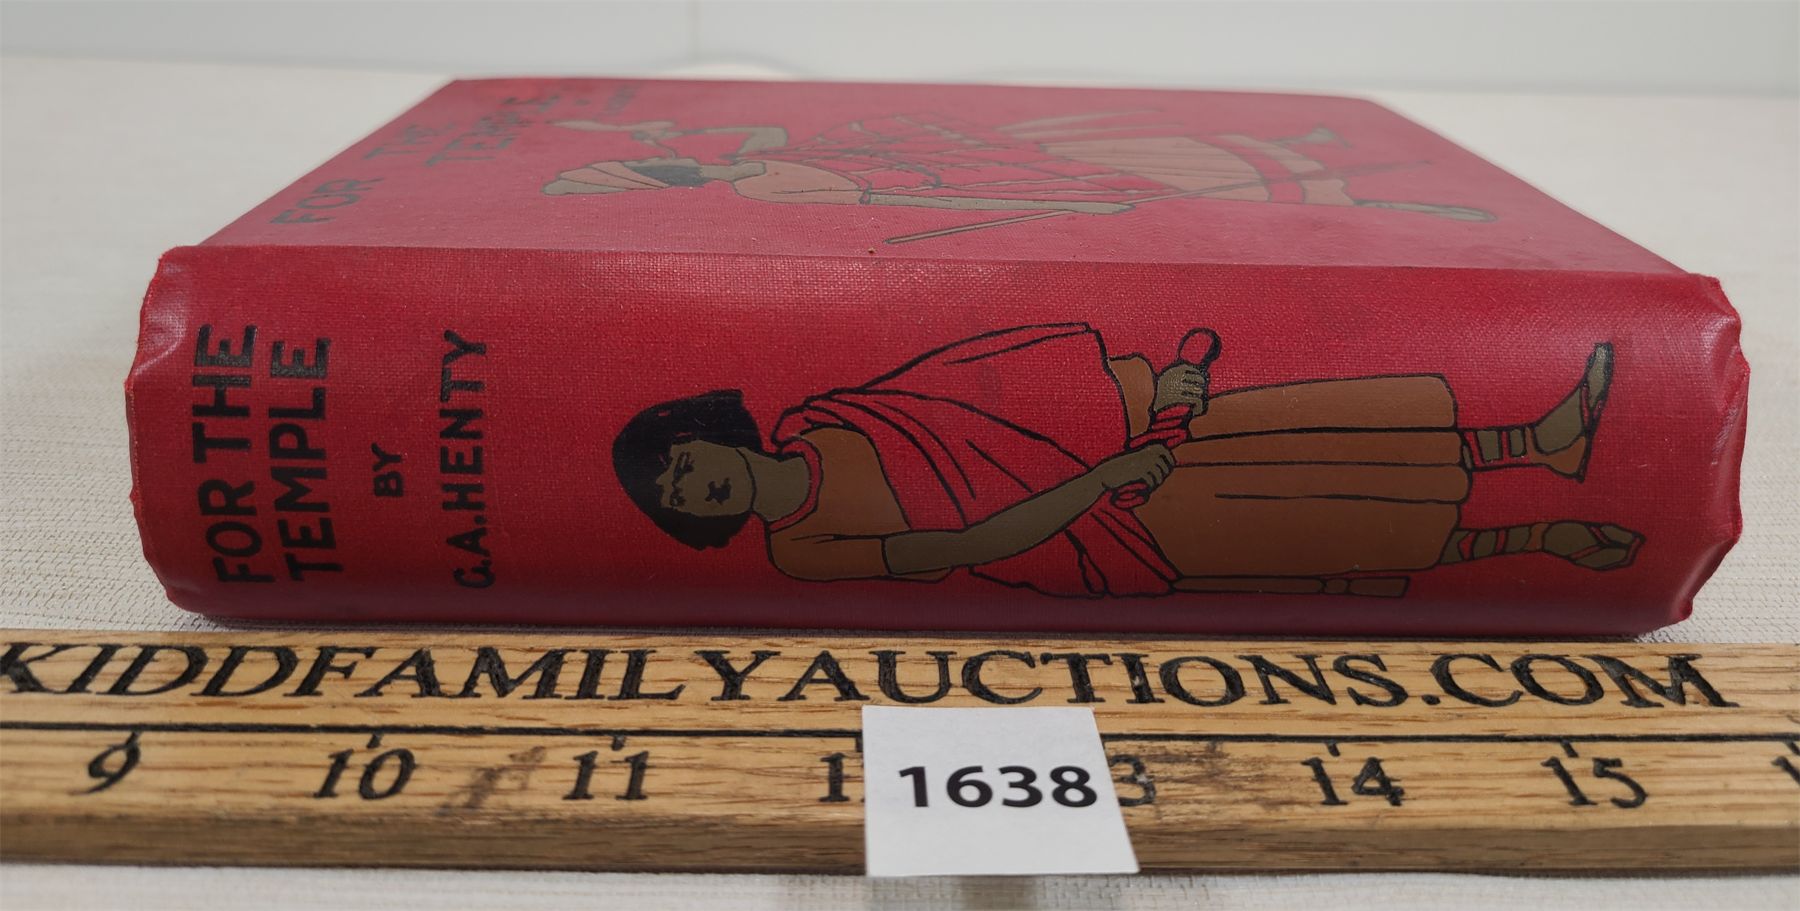 FOR THE
TEMPLE
FOR THE
TEMPLE
BY
G.A.HENTY
KIDDFAMILYAUCTIONS.COM
9 10 11 14 15
1638